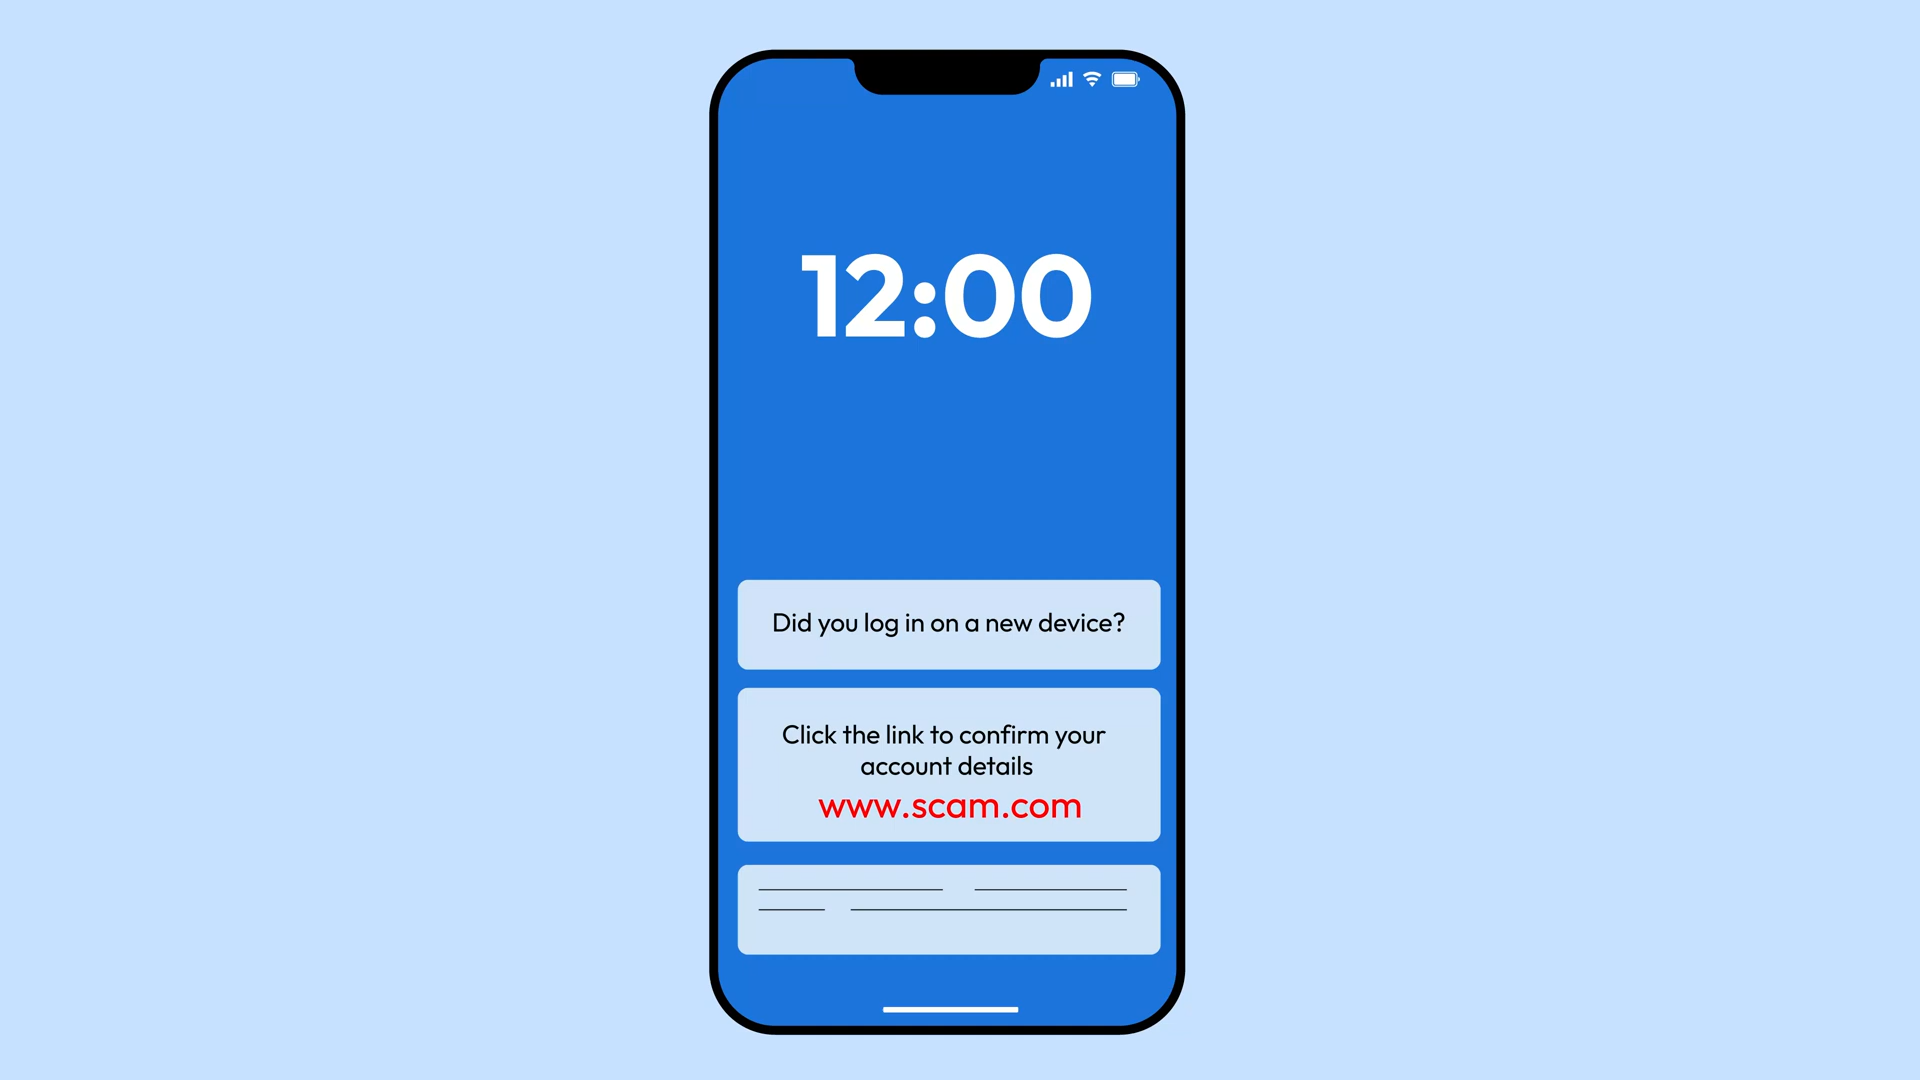 12:00
Did you log in on a new device?
Click the link to confirm your
account details
www.scam.com